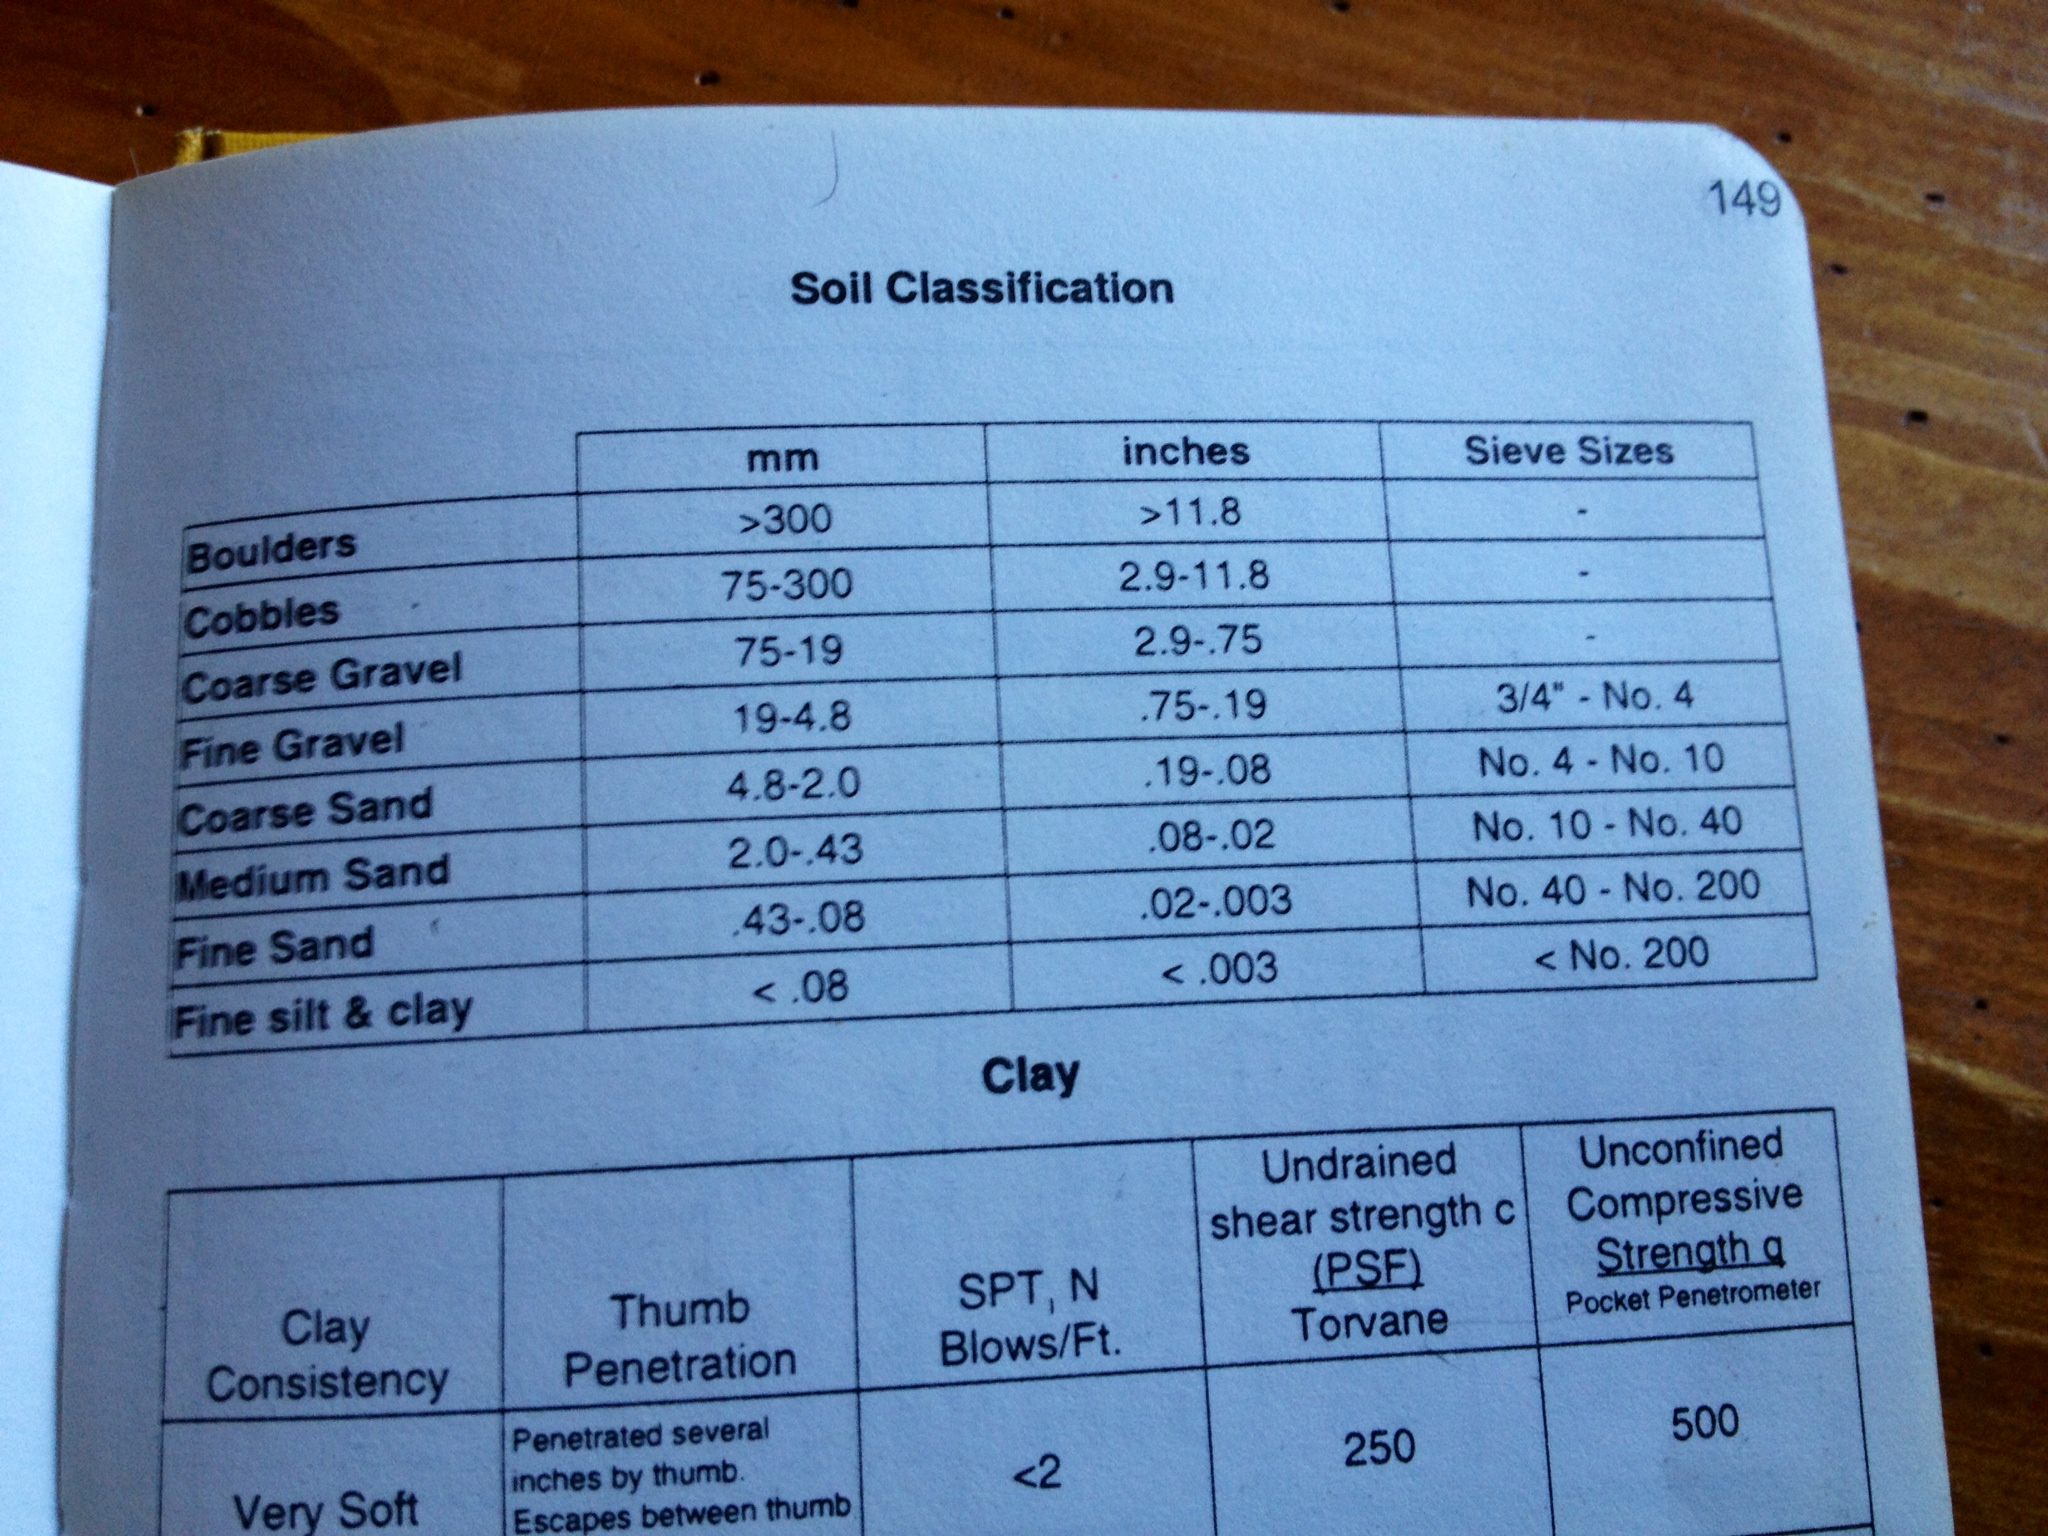 149
Soil Classification
mm inches Sieve Sizes
Boulders >300 >11.8 -
Cobbles 75-300 2.9-11.8 -
Coarse Gravel 75-19 2.9-.75 -
Fine Gravel 19-4.8 .75-.19 3/4" - No. 4
Coarse Sand 4.8-2.0 .19-.08 No. 4 - No. 10
Medium Sand 2.0-.43 .08-.02 No. 10 - No. 40
Fine Sand .43-.08 .02-.003 No. 40 - No. 200
Fine silt & clay < .08 < .003 < No. 200
Clay
Clay
Consistency
Thumb
Penetration
SPT, N
Blows/Ft.
Undrained
shear strength c
(PSF)
Torvane
Unconfined
Compressive
Strength q
Pocket Penetrometer
Very Soft
Penetrated several
inches by thumb.
Escapes between thumb
<2
250
500